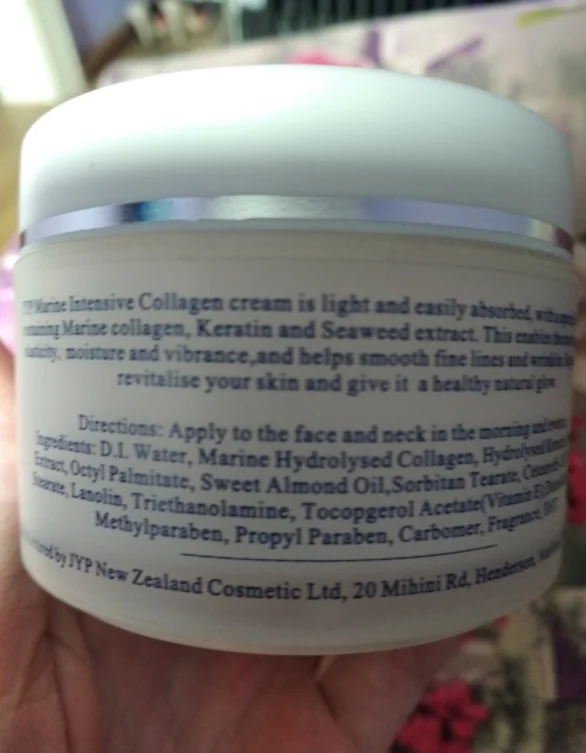 Marine Intensive Collagen cream is light and easily absorbed,
Marine collagen, Keratin and Seaweed extract. This enables
moisture and vibrance,and helps smooth fine lines and
revitalise your skin and give it a healthy natural glow.
Directions: Apply to the face and neck in the morning and
Ingredients: D.I. Water, Marine Hydrolysed Collagen, Hydrolysed
Extract, Octyl Palmitate, Sweet Almond Oil,Sorbitan Tearate,
Lanolin, Triethanolamine, Tocopgerol Acetate(Vitamin E)
Methylparaben, Propyl Paraben, Carbomer, Fragrance,
by JYP New Zealand Cosmetic Ltd, 20 Mihini Rd, Henderson,